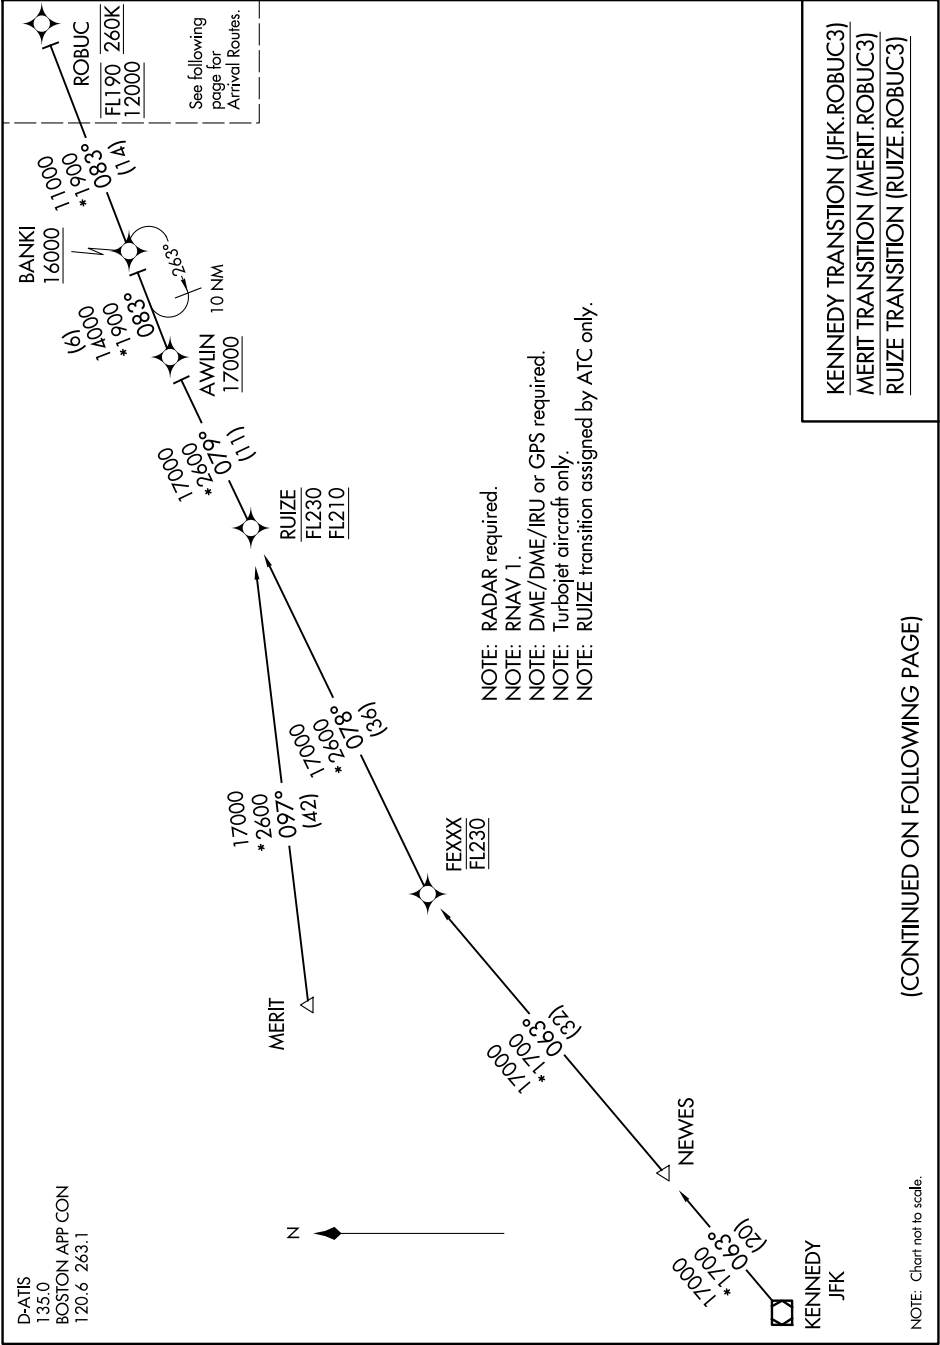 D-ATIS
135.0
BOSTON APP CON
120.6 263.1
N
KENNEDY
JFK
17000
*1700
063°
(20)
NEWES
17000
*1700
063°
(32)
MERIT
17000
*2600
097°
(42)
FEXXX
FL230
17000
*2600
078°
(36)
RUIZE
FL230
FL210
17000
*2600
079°
(11)
AWLIN
17000
(6)
14000
*1900
083°
BANKI
16000
263°
10 NM
11000
*1900
083°
(14)
ROBUC
FL190 260K
12000
See following
page for
Arrival Routes.
NOTE: RADAR required.
NOTE: RNAV 1.
NOTE: DME/DME/IRU or GPS required.
NOTE: Turbojet aircraft only.
NOTE: RUIZE transition assigned by ATC only.
KENNEDY TRANSTION (JFK.ROBUC3)
MERIT TRANSITION (MERIT.ROBUC3)
RUIZE TRANSITION (RUIZE.ROBUC3)
(CONTINUED ON FOLLOWING PAGE)
NOTE: Chart not to scale.